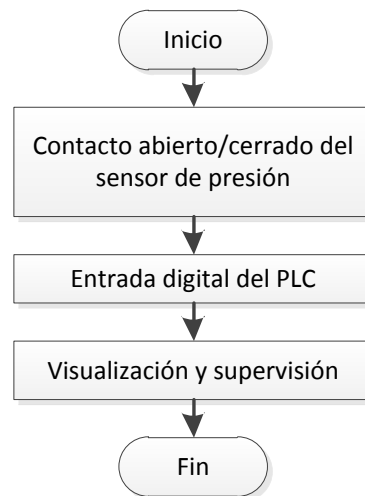 Inicio
Contacto abierto/cerrado del
sensor de presión
Entrada digital del PLC
Visualización y supervisión
Fin